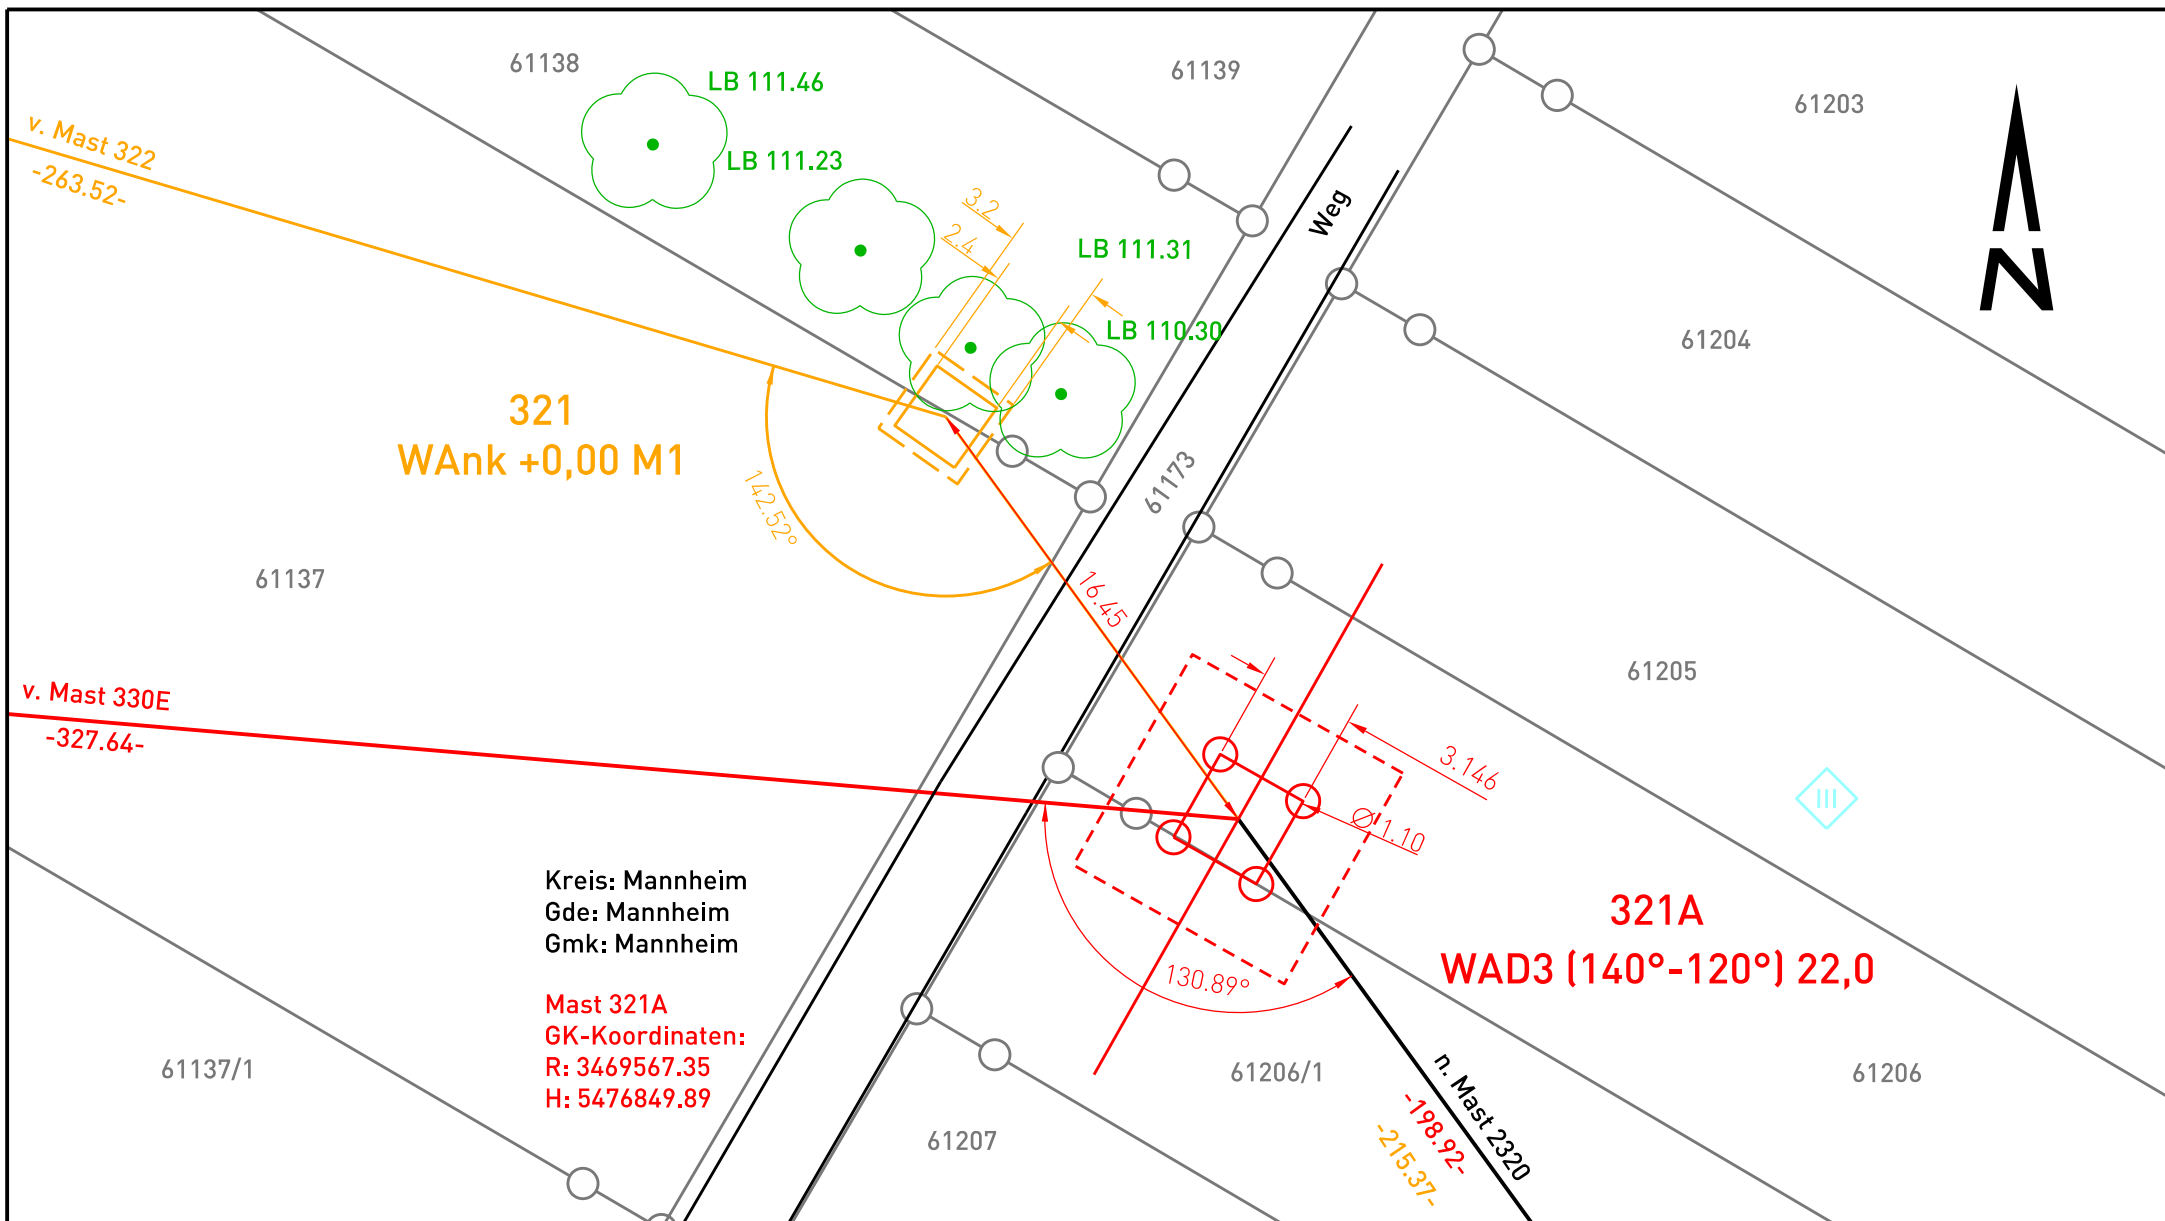 61138
61139
61203
LB 111.46
LB 111.23
v. Mast 322
-263.52-
3.2
2.4
Weg
LB 111.31
LB 110.30
N
61204
321
WAnk +0,00 M1
142.52°
61173
61137
16.45
61205
v. Mast 330E
-327.64-
3.146
Ø 1.10
III
Kreis: Mannheim
Gde: Mannheim
Gmk: Mannheim
321A
WAD3 (140°-120°) 22,0
130.89°
Mast 321A
GK-Koordinaten:
R: 3469567.35
H: 5476849.89
61137/1
61206/1
61206
n. Mast 2320
-198.92-
-215.37-
61207